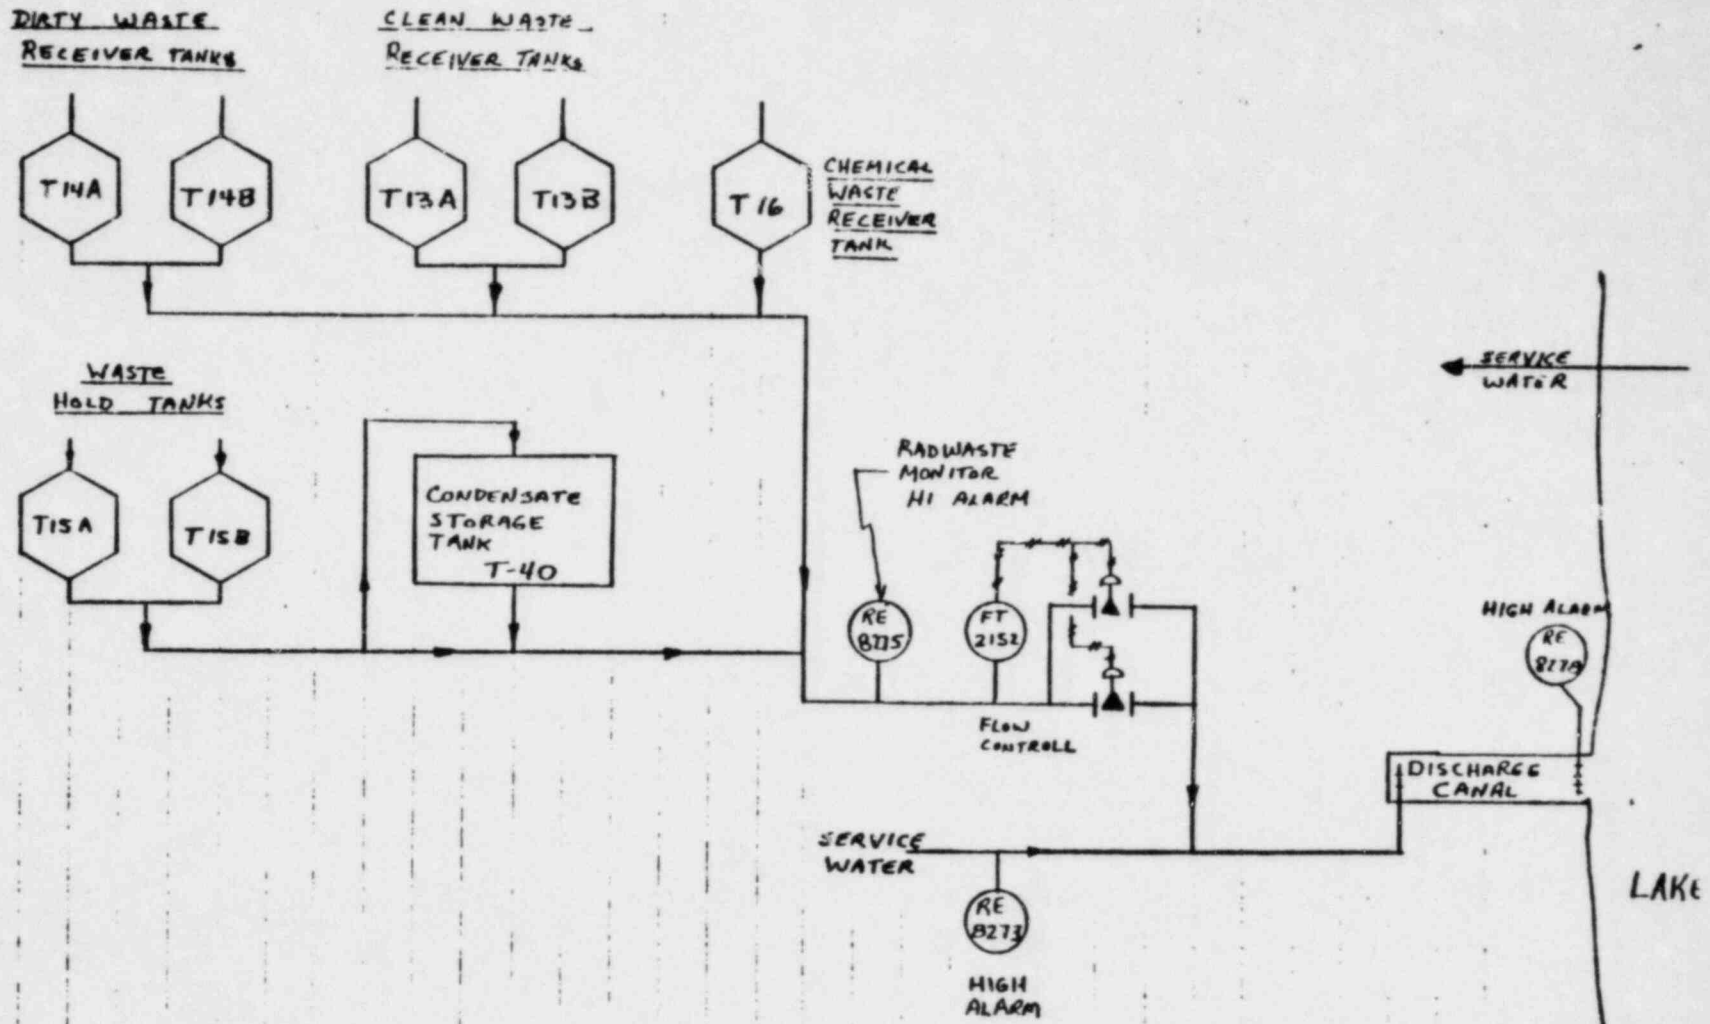 DIRTY WASTE
RECEIVER TANKS
CLEAN WASTE
RECEIVER TANKS
T14A
T14B
T13A
T13B
T16
CHEMICAL
WASTE
RECEIVER
TANK
WASTE
HOLD TANKS
T15A
T15B
CONDENSATE
STORAGE
TANK
T-40
RADWASTE
MONITOR
HI ALARM
RE
FT
2152
FLOW
CONTROLL
SERVICE
WATER
HIGH ALARM
RE
DISCHARGE
CANAL
SERVICE
WATER
RE
8273
HIGH
ALARM
LAKE